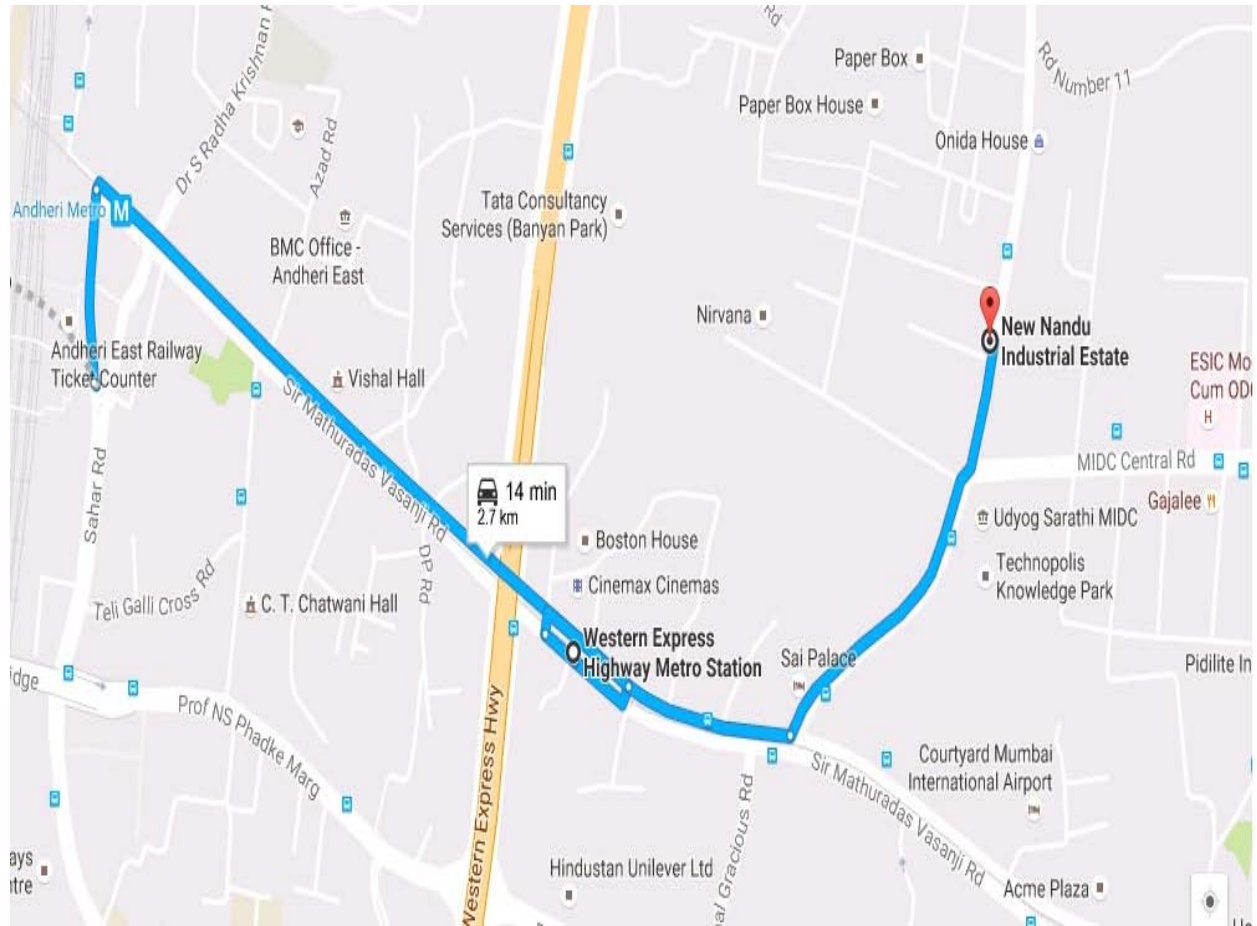 Rd
Paper Box
Rd Number 11
Paper Box House
Dr S Radha Krishnan
Azad Rd
Onida House
Andheri Metro
M
Tata Consultancy
Services (Banyan Park)
BMC Office -
Andheri East
Nirvana
New Nandu
Industrial Estate
Andheri East Railway
Ticket Counter
Vishal Hall
ESIC Mo
Cum OD
H
Sir Mathuradas Vasanji Rd
MIDC Central Rd
14 min
2.7 km
Gajalee
Sahar Rd
Udyog Sarathi MIDC
Boston House
DP Rd
Technopolis
Knowledge Park
Cinemax Cinemas
Teli Galli Cross Rd
C. T. Chatwani Hall
Western Express
Highway Metro Station
Sai Palace
Pidilite In
idge
Prof NS Phadke Marg
Western Express Hwy
Courtyard Mumbai
International Airport
Sir Mathuradas Vasanji Rd
Hindustan Unilever Ltd
al Gracious Rd
ays
ntre
Acme Plaza